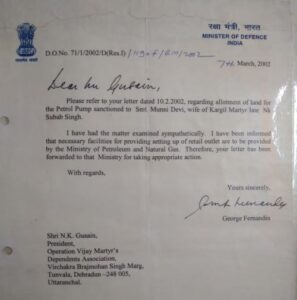 रक्षा मंत्री, भारत
MINISTER OF DEFENCE
INDIA
D.O.No. 71/1/2002/D(Res.I)/
7th March, 2002
Dear Mr Gusain,
Please refer to your letter dated 10.2.2002, regarding allotment of land for
the Petrol Pump sanctioned to Smt. Munni Devi, wife of Kargil Martyr late Nk
Subab Singh.
I have had the matter examined sympathetically. I have been informed
that necessary facilities for providing setting up of retail outlet are to be provided
by the Ministry of Petroleum and Natural Gas. Therefore, your letter has been
forwarded to that Ministry for taking appropriate action.
With regards,
Yours sincerely,
George Fernandes
George Fernandes
Shri N.K. Gusain,
President,
Operation Vijay Martyr's
Dependents Association,
Virchakra Brajmohan Singh Marg,
Tunvala, Dehradun –248 005,
Uttaranchal.